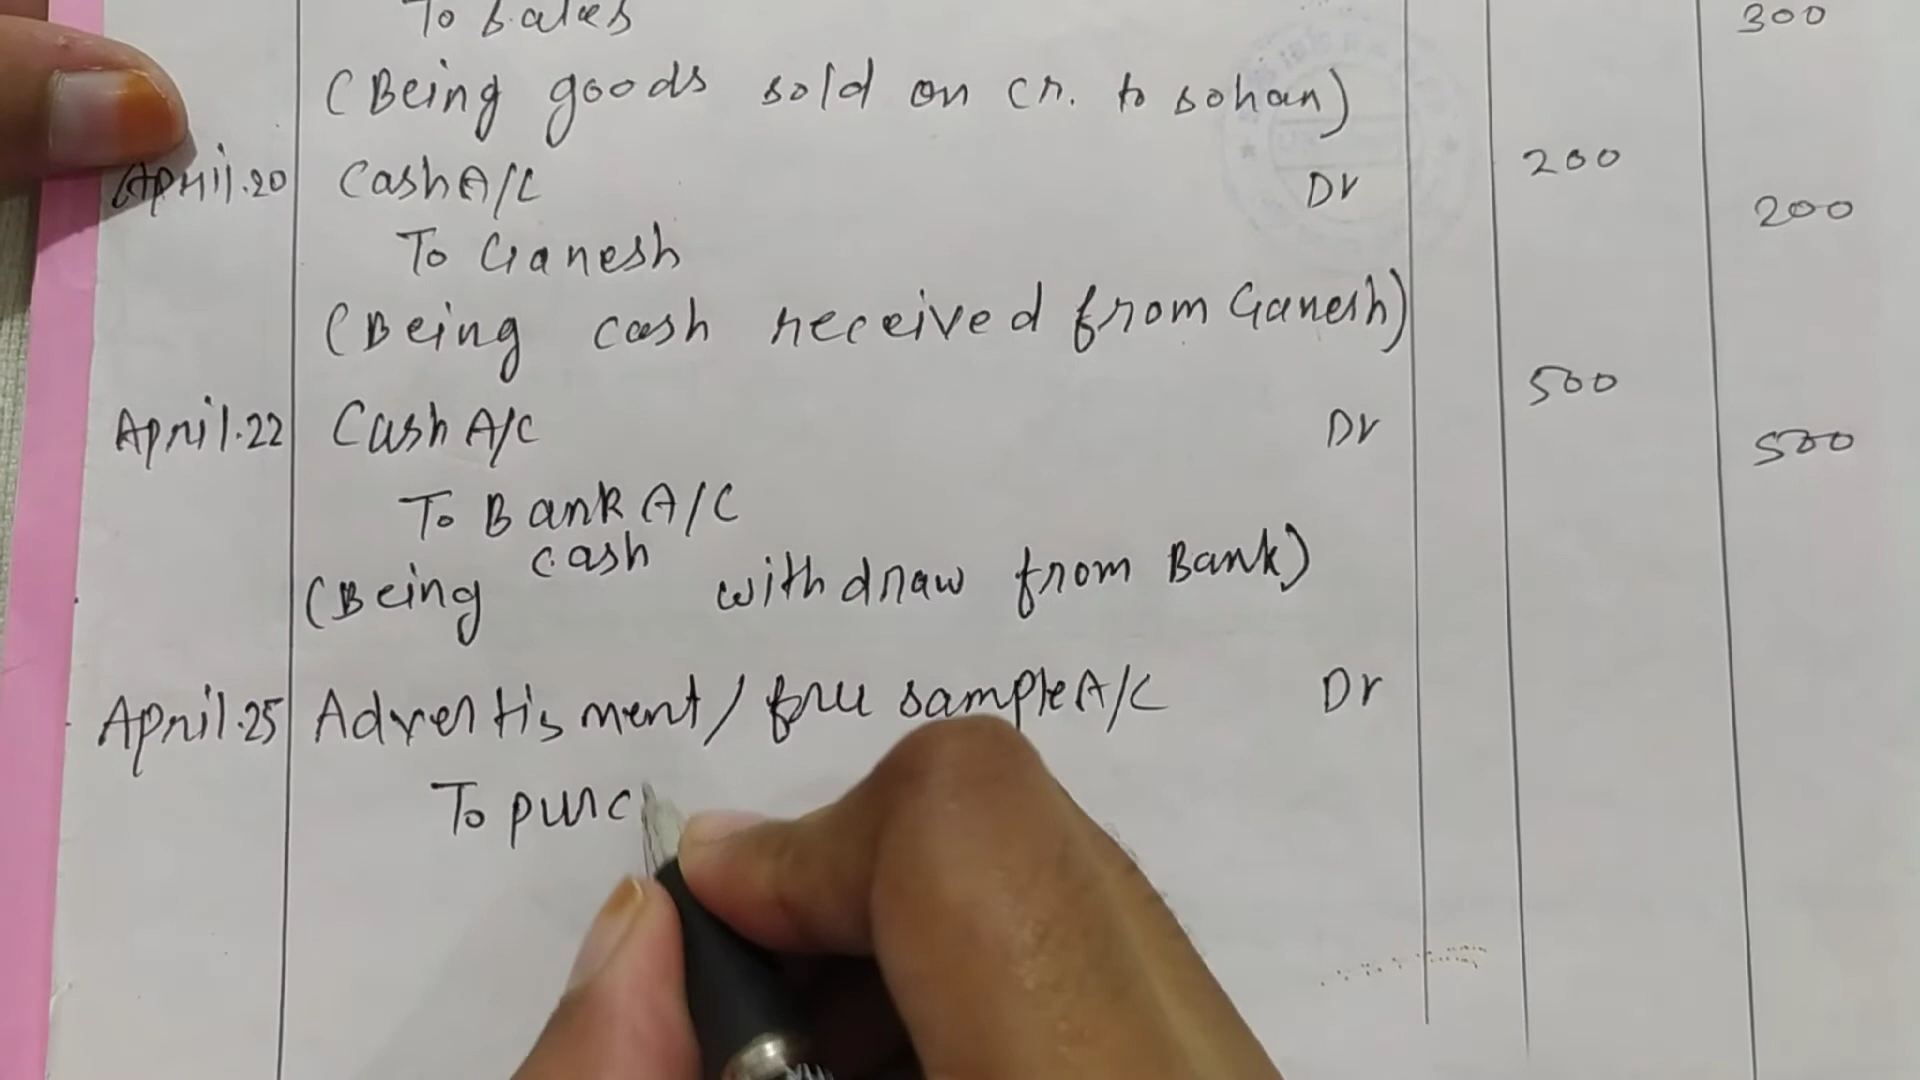 To sales 300
(Being goods sold on cr. to sohan)
April.20 Cash A/C Dr 200
To Ganesh 200
(Being cash received from Ganesh)
April.22 Cash A/C Dr 500
To Bank A/C 500
(Being cash withdraw from Bank)
April.25 Advertisment / free sample A/C Dr
To purc